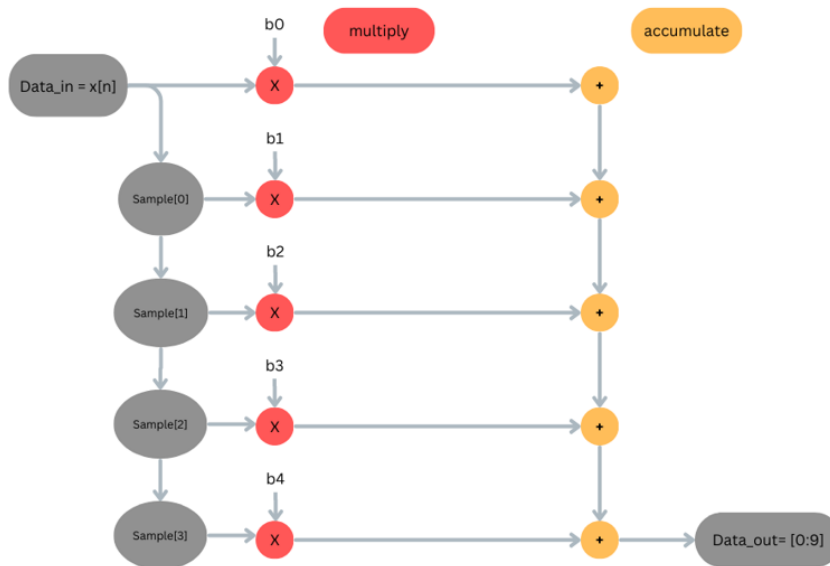 b0
multiply
accumulate
Data_in = x[n]
X
+
b1
Sample[0]
X
+
b2
Sample[1]
X
+
b3
Sample[2]
X
+
b4
Sample[3]
X
+
Data_out= [0:9]